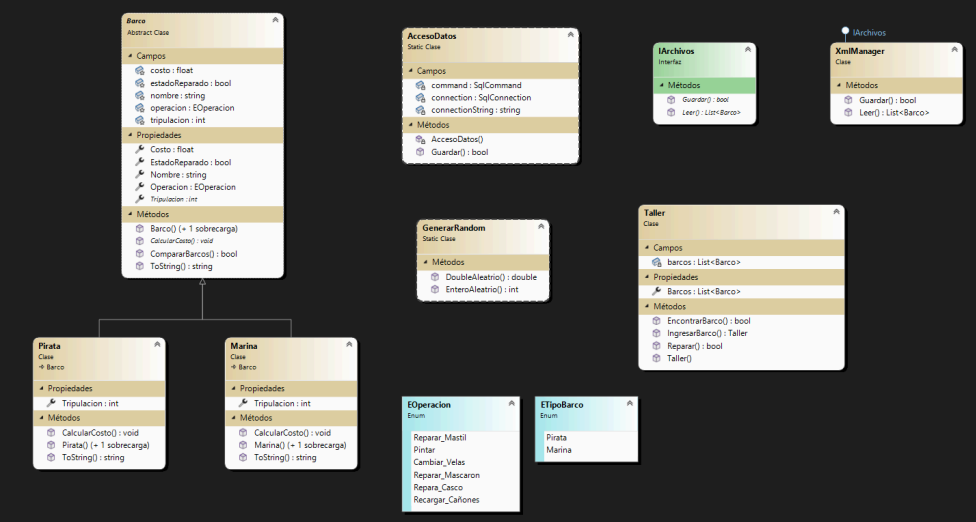 Barco
Abstract Clase
Campos
costo : float
estadoReparado : bool
nombre : string
operacion : EOperacion
tripulacion : int
Propiedades
Costo : float
EstadoReparado : bool
Nombre : string
Operacion : EOperacion
Tripulacion : int
Métodos
Barco() (+ 1 sobrecarga)
CalcularCosto() : void
CompararBarcos() : bool
ToString() : string
AccesoDatos
Static Clase
Campos
command : SqlCommand
connection : SqlConnection
connectionString : string
Métodos
AccesoDatos()
Guardar() : bool
IArchivos
Interfaz
Métodos
Guardar() : bool
Leer() : List<Barco>
IArchivos
XmlManager
Clase
Métodos
Guardar() : bool
Leer() : List<Barco>
GenerarRandom
Static Clase
Métodos
DoubleAleatrio() : double
EnteroAleatrio() : int
Taller
Clase
Campos
barcos : List<Barco>
Propiedades
Barcos : List<Barco>
Métodos
EncontrarBarco() : bool
IngresarBarco() : Taller
Reparar() : bool
Taller()
Pirata
Clase
Barco
Propiedades
Tripulacion : int
Métodos
CalcularCosto() : void
Pirata() (+ 1 sobrecarga)
ToString() : string
Marina
Clase
Barco
Propiedades
Tripulacion : int
Métodos
CalcularCosto() : void
Marina() (+ 1 sobrecarga)
ToString() : string
EOperacion
Enum
Reparar_Mastil
Pintar
Cambiar_Velas
Reparar_Mascaron
Repara_Casco
Recargar_Cañones
ETipoBarco
Enum
Pirata
Marina